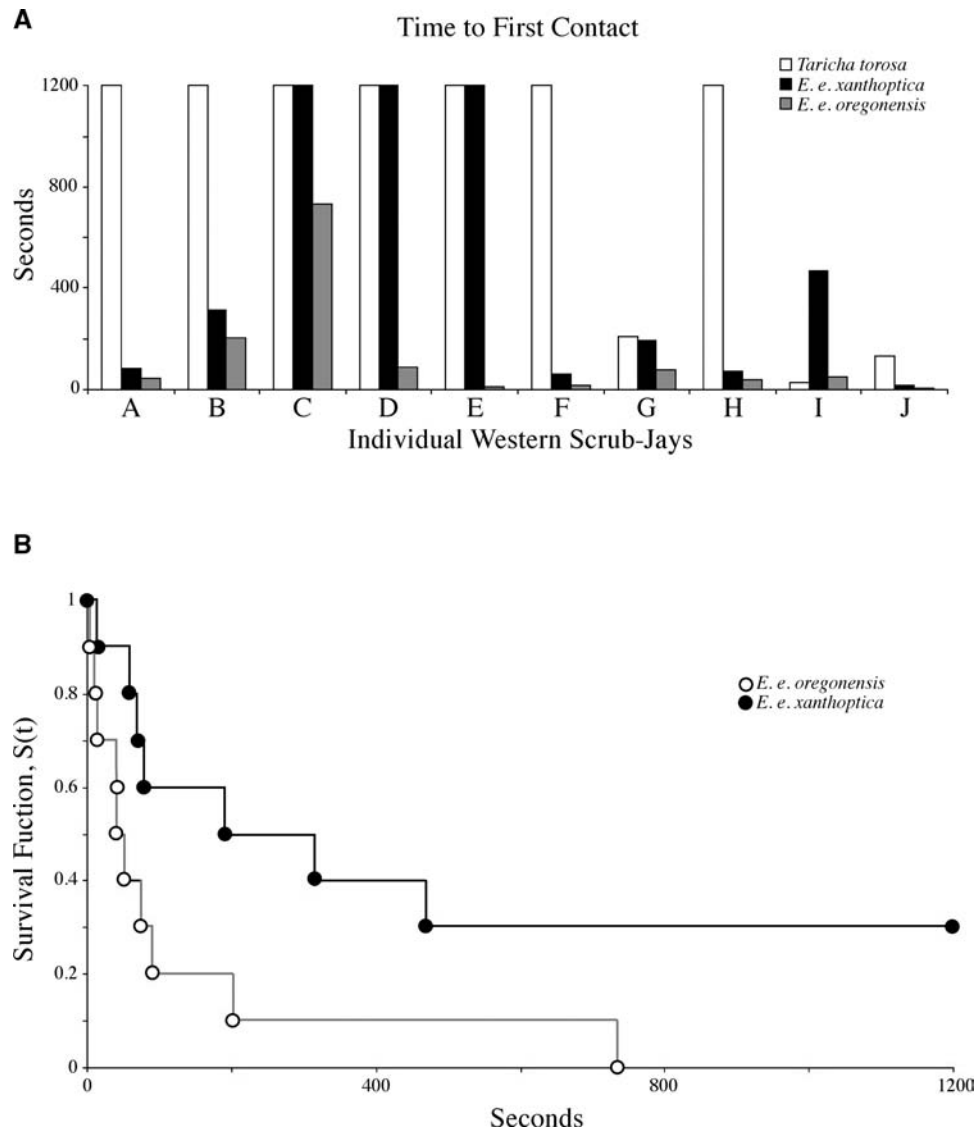 A
Time to First Contact
Taricha torosa
E. e. xanthoptica
E. e. oregonensis
1200
800
400
0
Seconds
A B C D E F G H I J
Individual Western Scrub-Jays
B
1
0.8
0.6
0.4
0.2
0
Survival Fuction, S(t)
E. e. oregonensis
E. e. xanthoptica
0 400 800 1200
Seconds